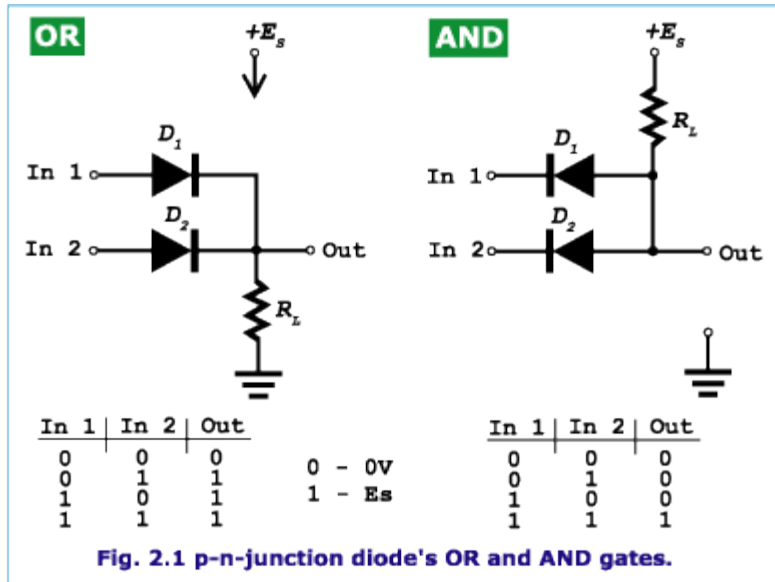 OR
+Es
D1
In 1
D2
In 2
Out
RL
In 1 | In 2 | Out
0 0 0
0 1 1
1 0 1
1 1 1
0 - 0V
1 - Es
AND
+Es
RL
D1
In 1
D2
In 2
Out
In 1 | In 2 | Out
0 0 0
0 1 0
1 0 0
1 1 1
Fig. 2.1 p-n-junction diode's OR and AND gates.